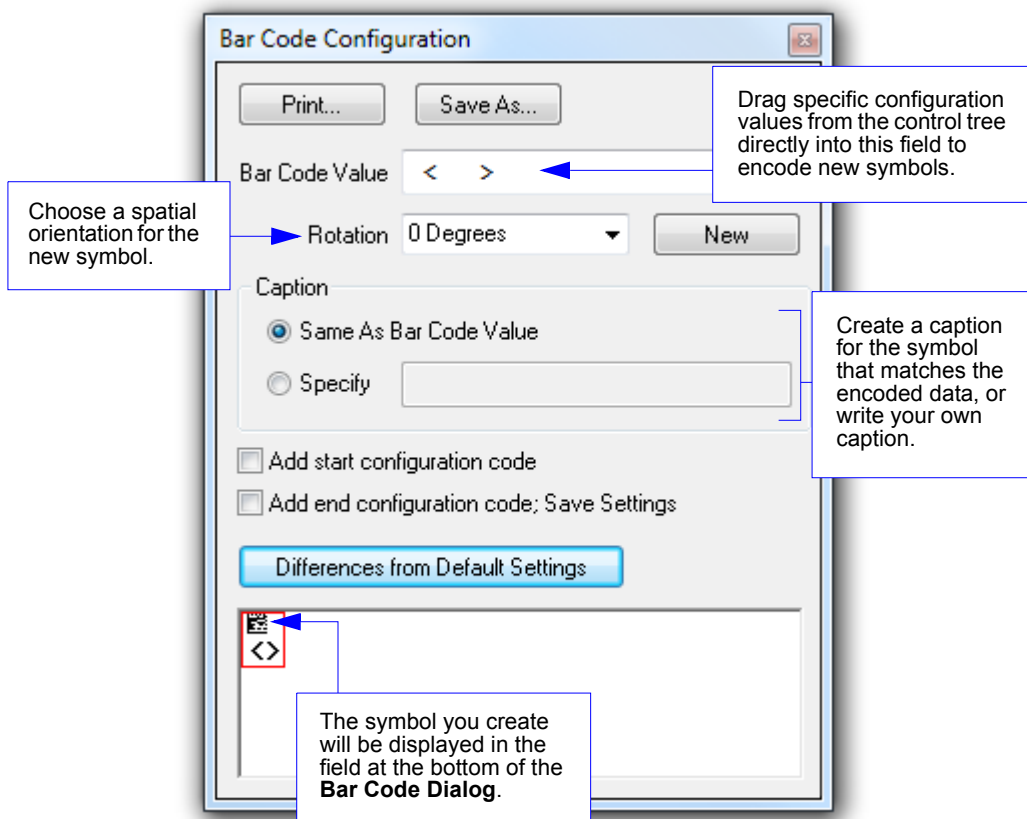 Bar Code Configuration
Print...
Save As...
Drag specific configuration
values from the control tree
directly into this field to
encode new symbols.
Bar Code Value
< >
Choose a spatial
orientation for the
new symbol.
Rotation
0 Degrees
New
Caption
Same As Bar Code Value
Specify
Create a caption
for the symbol
that matches the
encoded data, or
write your own
caption.
Add start configuration code
Add end configuration code; Save Settings
Differences from Default Settings
<>
The symbol you create
will be displayed in the
field at the bottom of the
Bar Code Dialog.